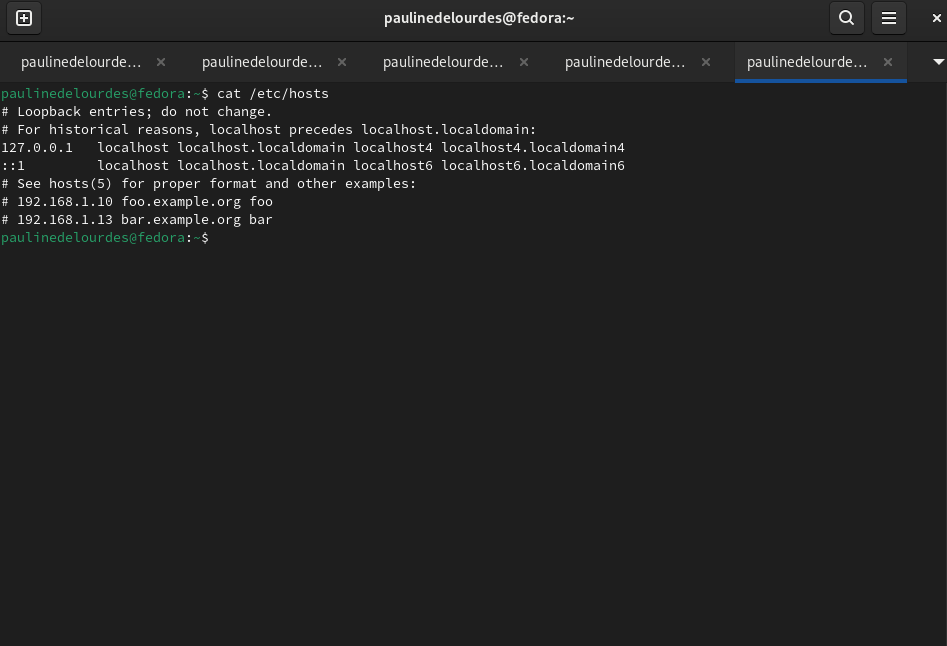 paulinedelourdes@fedora:~
paulinedelourde... paulinedelourde... paulinedelourde... paulinedelourde... paulinedelourde...
paulinedelourdes@fedora:~$ cat /etc/hosts
# Loopback entries; do not change.
# For historical reasons, localhost precedes localhost.localdomain:
127.0.0.1   localhost localhost.localdomain localhost4 localhost4.localdomain4
::1         localhost localhost.localdomain localhost6 localhost6.localdomain6
# See hosts(5) for proper format and other examples:
# 192.168.1.10 foo.example.org foo
# 192.168.1.13 bar.example.org bar
paulinedelourdes@fedora:~$